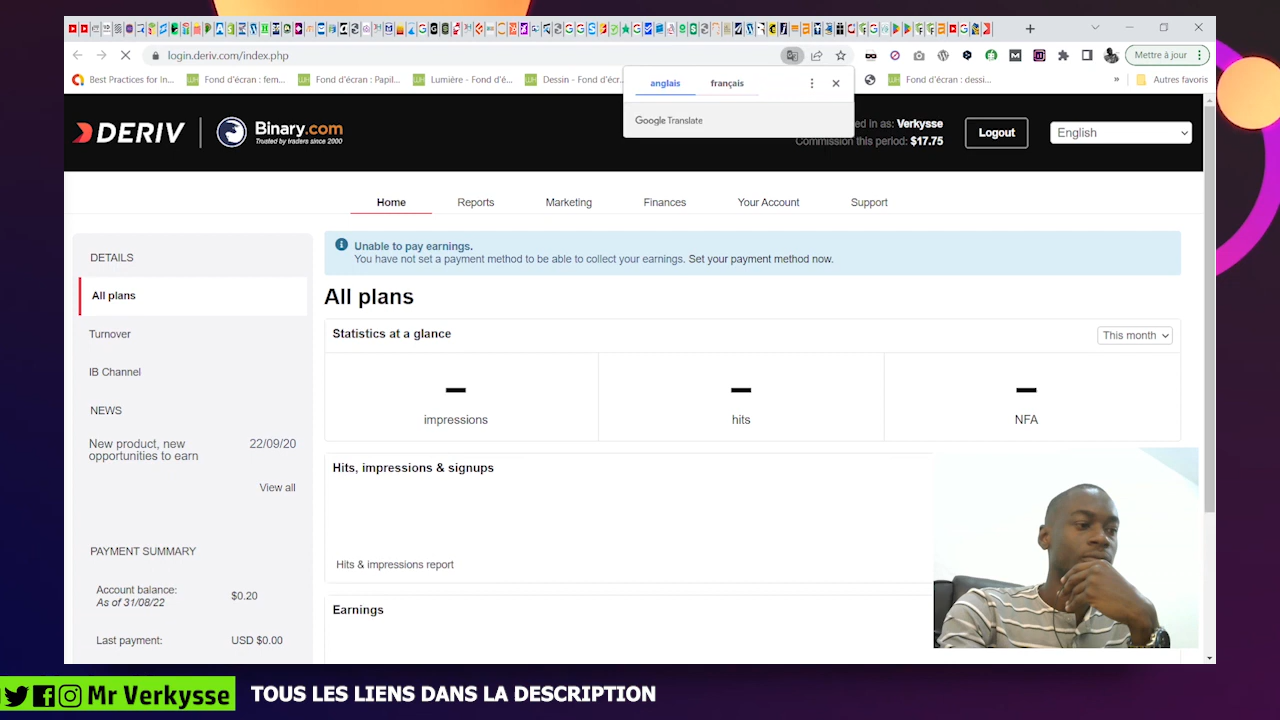 login.deriv.com/index.php
Mettre à jour
Best Practices for In...
Fond d'écran : fem...
Fond d'écran : Papil...
Lumière - Fond d'é...
Dessin - Fond d'écr...
Fond d'écran : dessi...
»
Autres favoris
anglais
français
Google Translate
DERIV
Binary.com
Trusted by traders since 2000
ed in as: Verkysse
Commission this period: $17.75
Logout
English
Home
Reports
Marketing
Finances
Your Account
Support
DETAILS
All plans
Turnover
IB Channel
NEWS
New product, new
opportunities to earn
22/09/20
View all
PAYMENT SUMMARY
Account balance:
As of 31/08/22
$0.20
Last payment:
USD $0.00
Unable to pay earnings.
You have not set a payment method to be able to collect your earnings. Set your payment method now.
All plans
Statistics at a glance
This month
impressions
hits
NFA
Hits, impressions & signups
Hits & impressions report
Earnings
Mr Verkysse
TOUS LES LIENS DANS LA DESCRIPTION